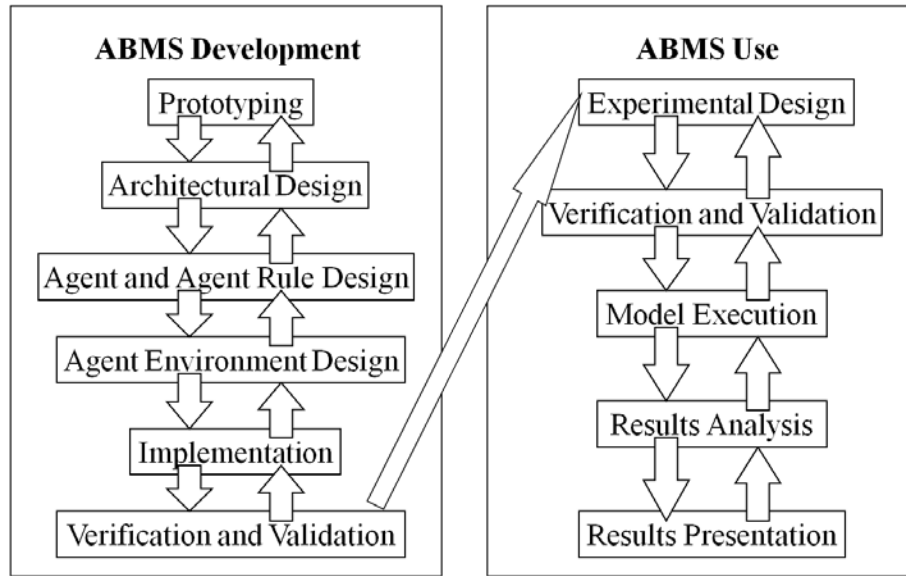 ABMS Development
Prototyping
Architectural Design
Agent and Agent Rule Design
Agent Environment Design
Implementation
Verification and Validation
ABMS Use
Experimental Design
Verification and Validation
Model Execution
Results Analysis
Results Presentation